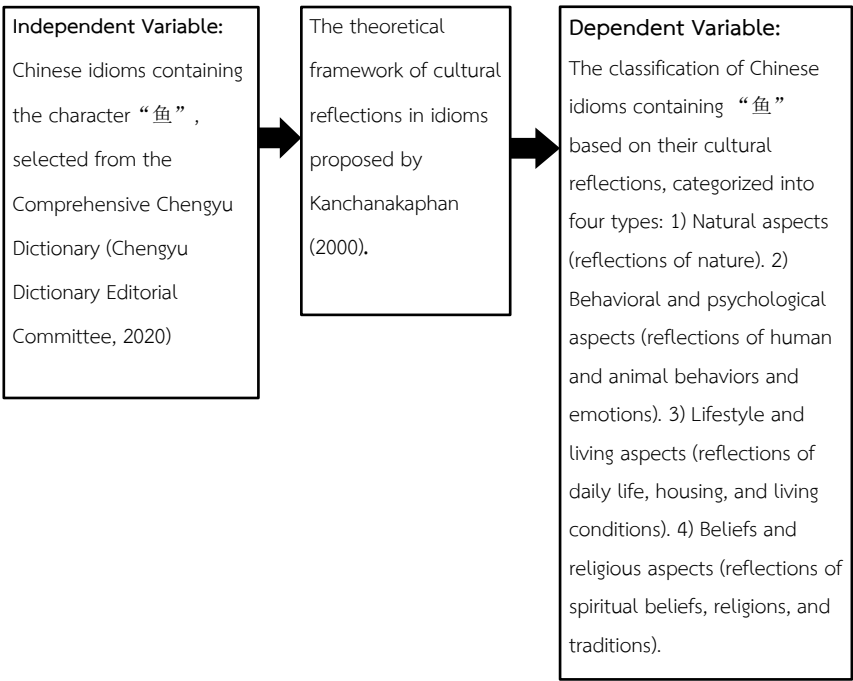 Independent Variable:
Chinese idioms containing
the character “鱼”,
selected from the
Comprehensive Chengyu
Dictionary (Chengyu
Dictionary Editorial
Committee, 2020)
The theoretical
framework of cultural
reflections in idioms
proposed by
Kanchanakaphan
(2000).
Dependent Variable:
The classification of Chinese
idioms containing “鱼”
based on their cultural
reflections, categorized into
four types: 1) Natural aspects
(reflections of nature). 2)
Behavioral and psychological
aspects (reflections of human
and animal behaviors and
emotions). 3) Lifestyle and
living aspects (reflections of
daily life, housing, and living
conditions). 4) Beliefs and
religious aspects (reflections of
spiritual beliefs, religions, and
traditions).